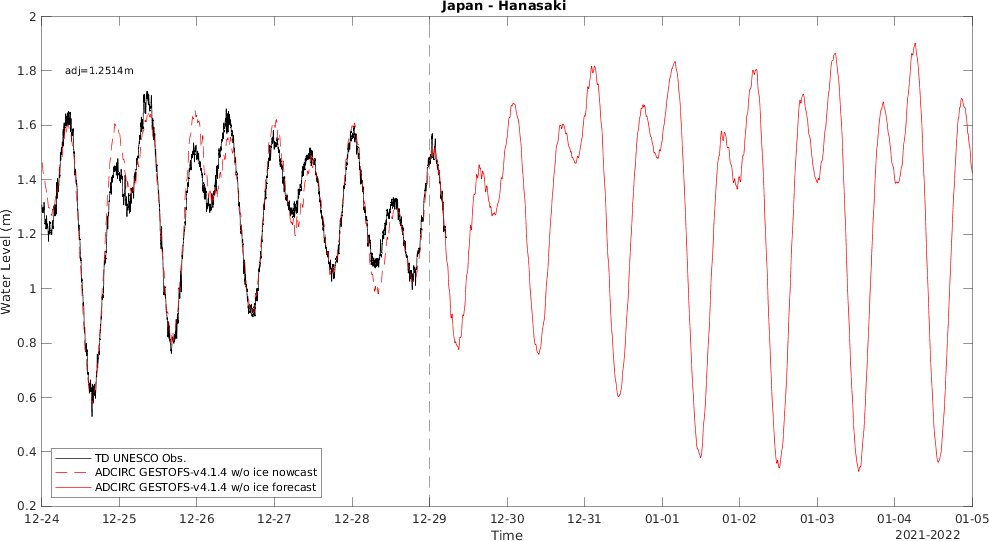 Japan - Hanasaki
2
1.8
1.6
1.4
1.2
1
0.8
0.6
0.4
0.2
Water Level (m)
adj=1.2514m
TD UNESCO Obs.
ADCIRC GESTOFS-v4.1.4 w/o ice nowcast
ADCIRC GESTOFS-v4.1.4 w/o ice forecast
12-24 12-25 12-26 12-27 12-28 12-29 12-30 12-31 01-01 01-02 01-03 01-04 01-05
Time
2021-2022